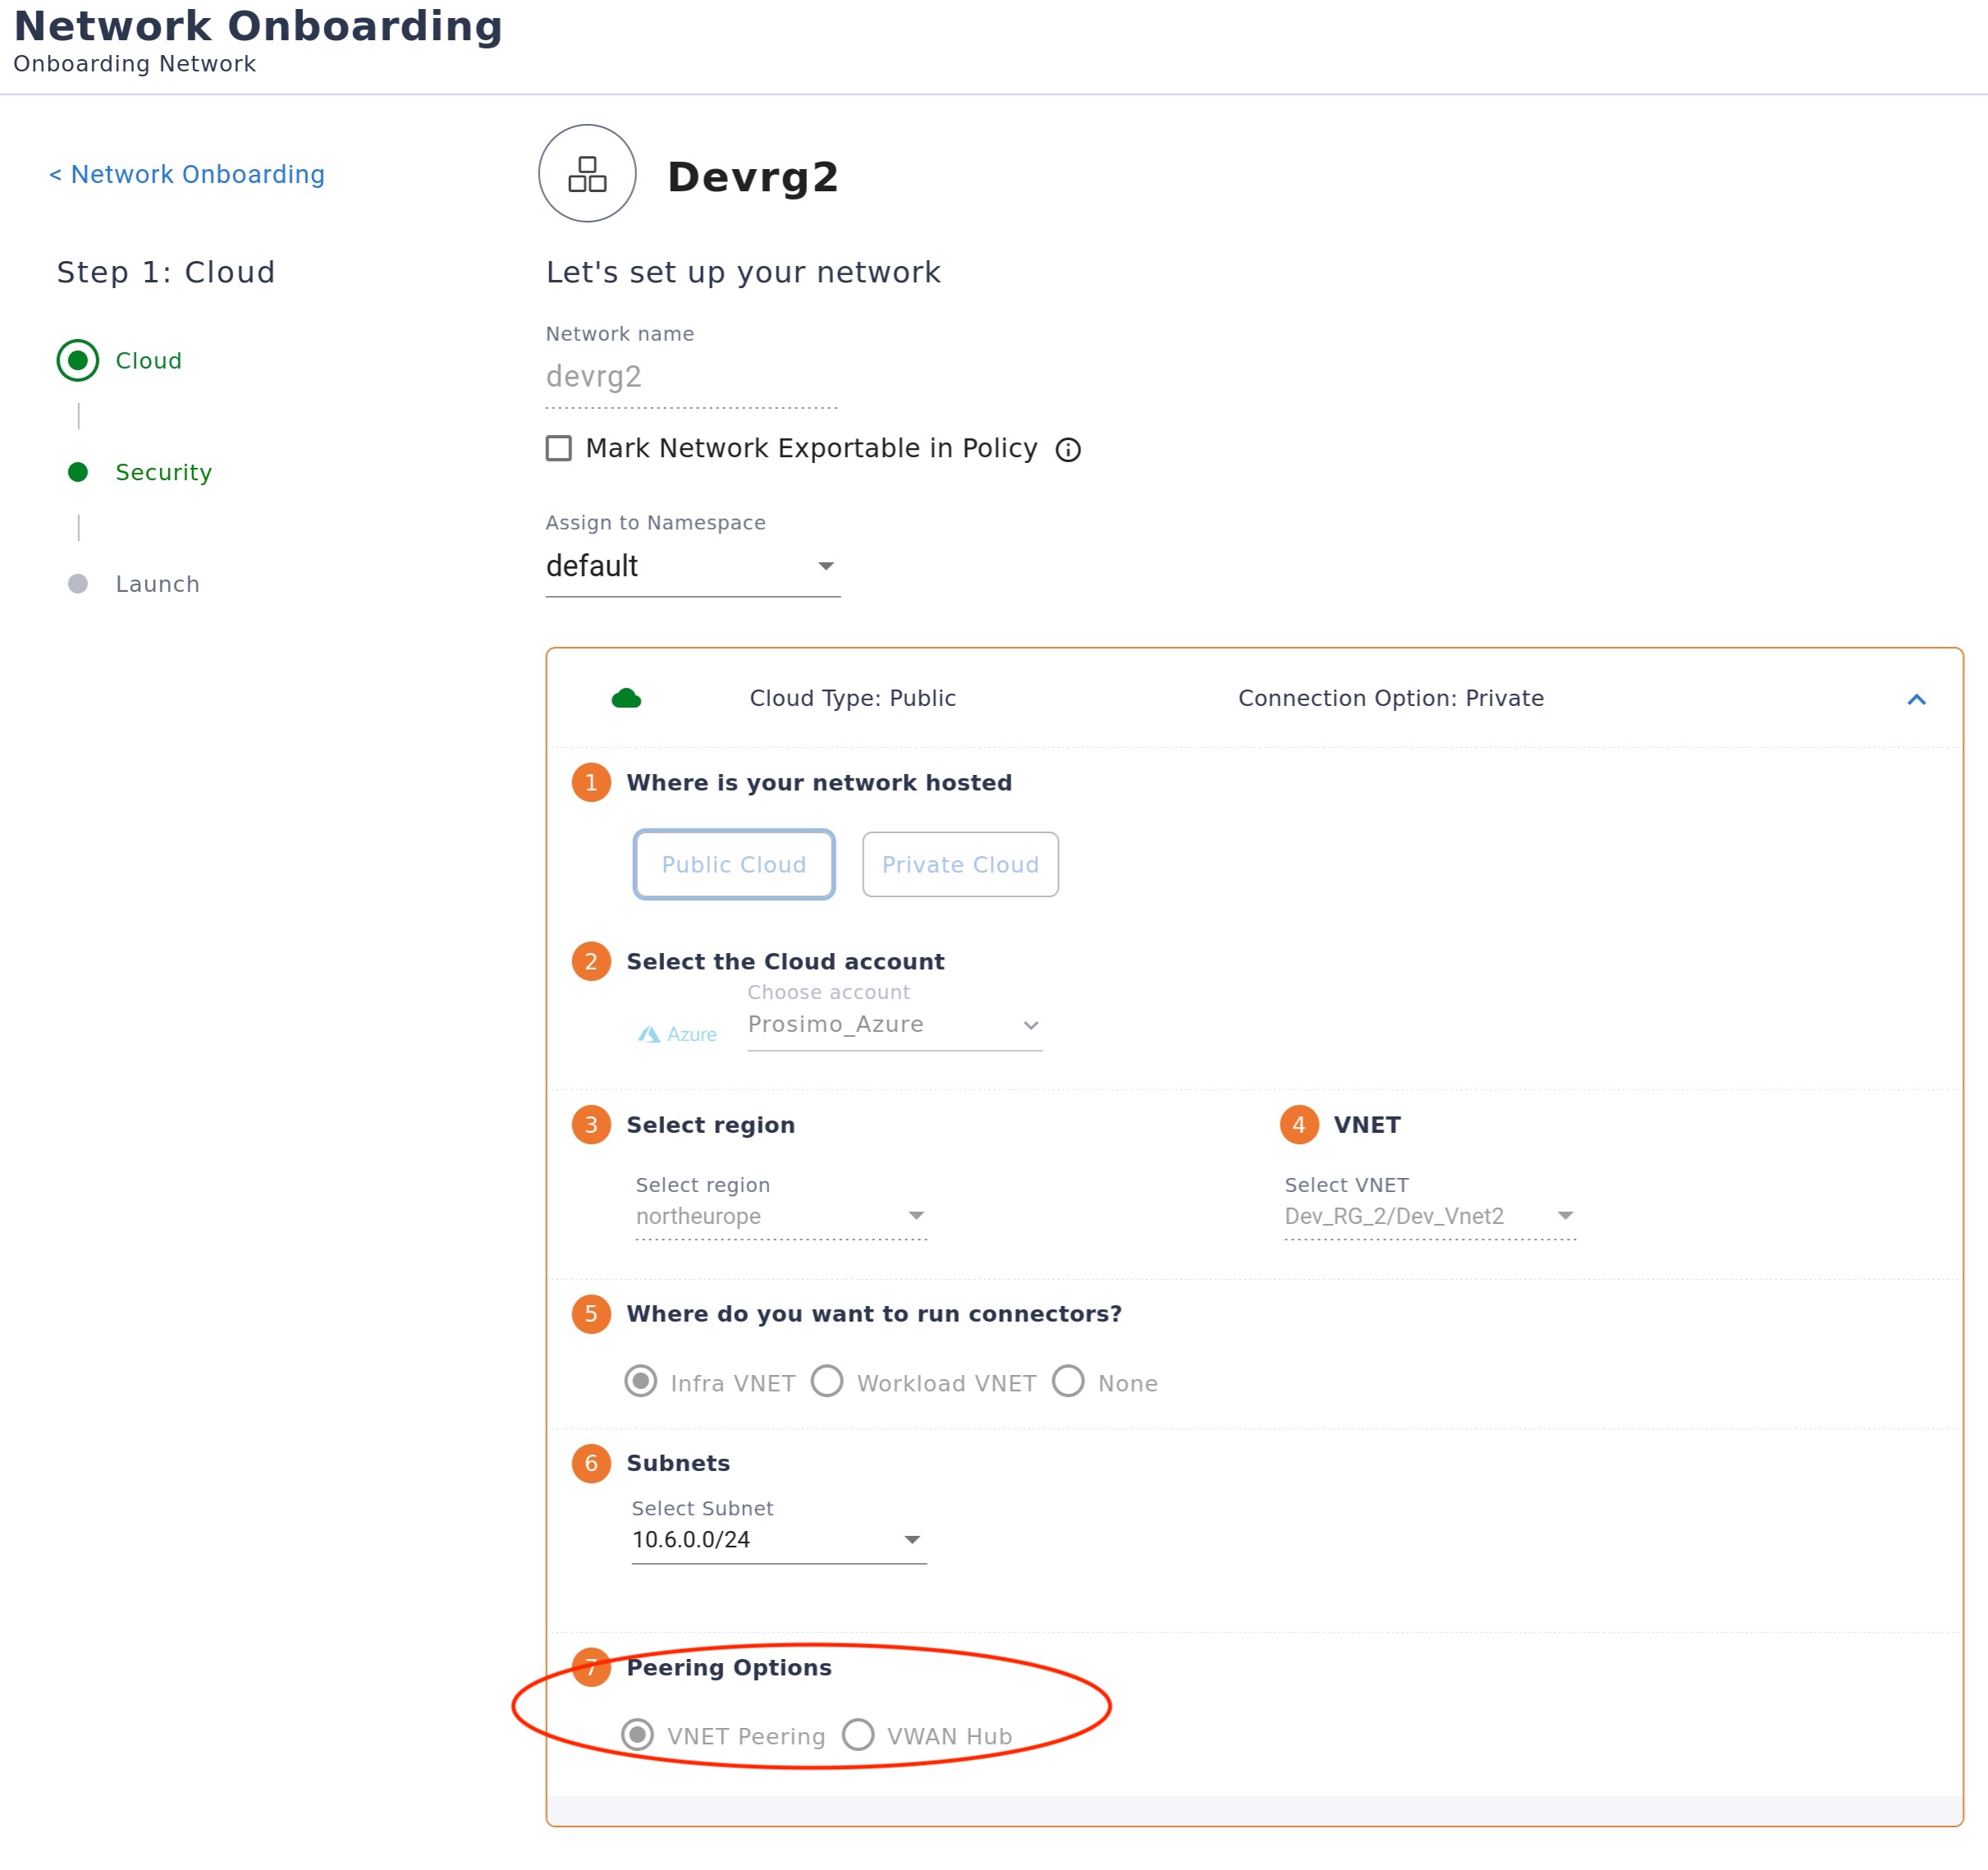 Network Onboarding
Onboarding Network
< Network Onboarding
Devrg2
Step 1: Cloud
Let's set up your network
Cloud
Security
Launch
Network name
devrg2
Mark Network Exportable in Policy
Assign to Namespace
default
Cloud Type: Public
Connection Option: Private
1 Where is your network hosted
Public Cloud
Private Cloud
2 Select the Cloud account
Choose account
Azure
Prosimo_Azure
3 Select region
4 VNET
Select region
northeurope
Select VNET
Dev_RG_2/Dev_Vnet2
5 Where do you want to run connectors?
Infra VNET
Workload VNET
None
6 Subnets
Select Subnet
10.6.0.0/24
7 Peering Options
VNET Peering
VWAN Hub